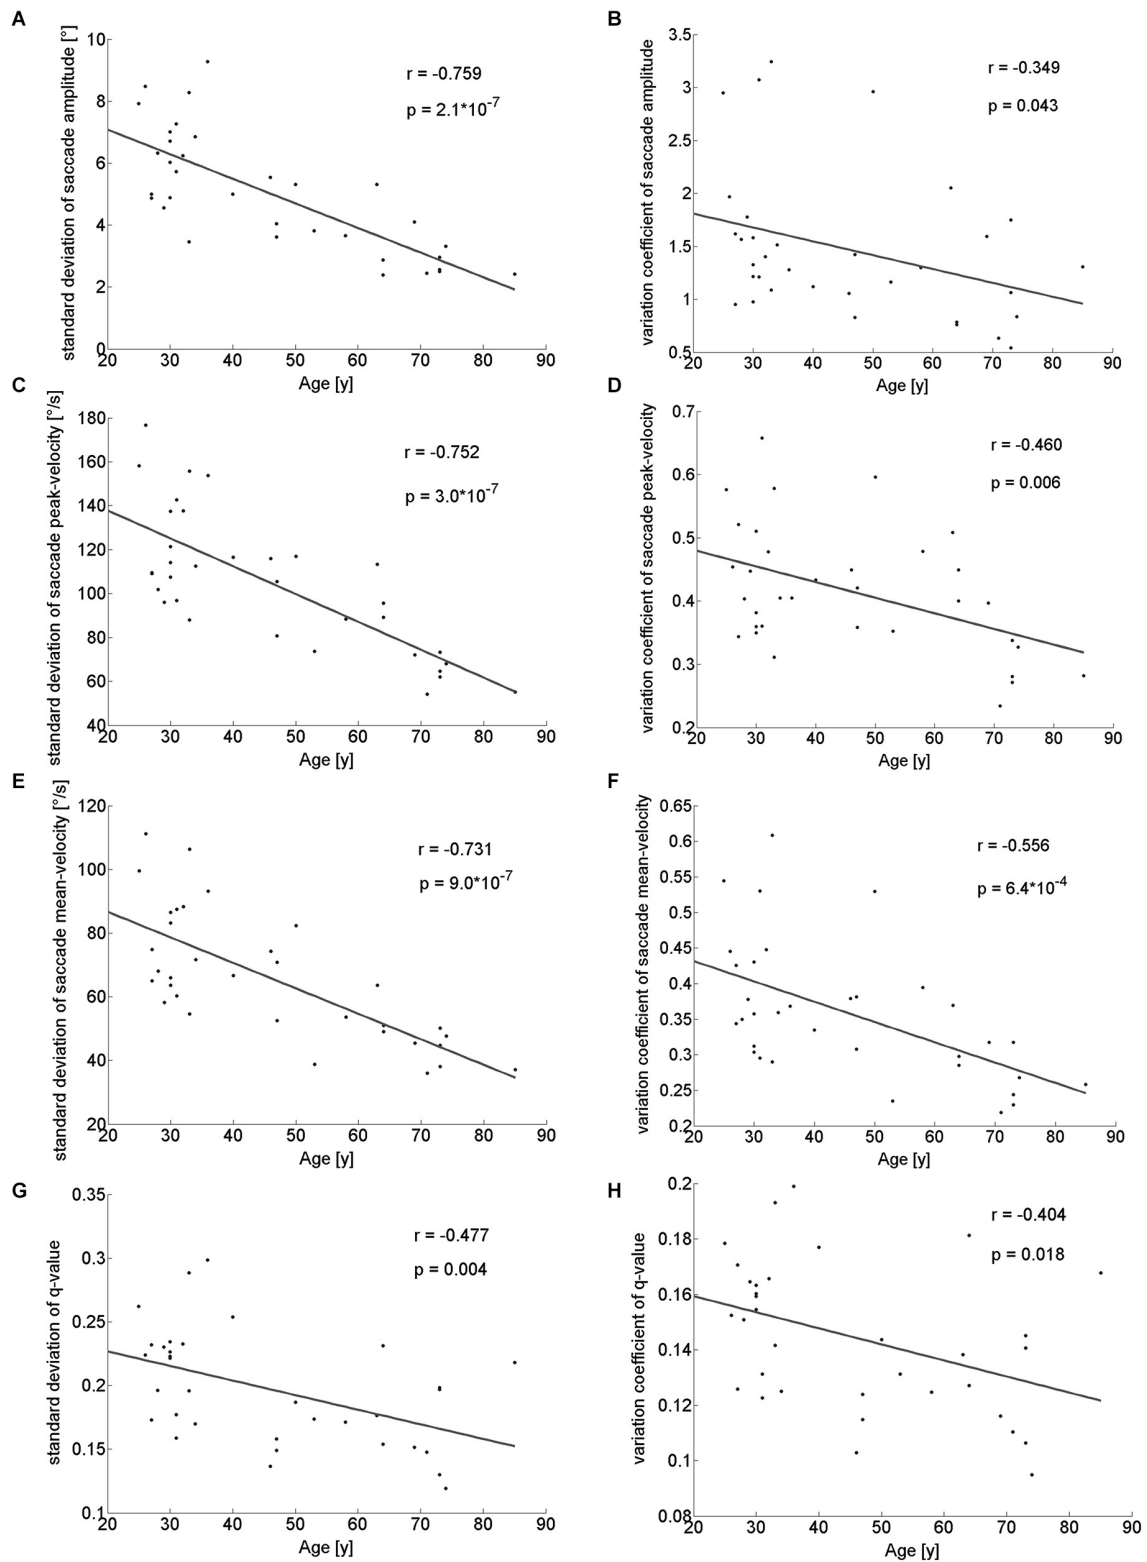 A
standard deviation of saccade amplitude [°]
10
8
6
4
2
0
20 30 40 50 60 70 80 90
Age [y]
r = -0.759
p = 2.1*10-7
B
variation coefficient of saccade amplitude
3.5
3
2.5
2
1.5
1
0.5
20 30 40 50 60 70 80 90
Age [y]
r = -0.349
p = 0.043
C
standard deviation of saccade peak-velocity [°/s]
180
160
140
120
100
80
60
40
20 30 40 50 60 70 80 90
Age [y]
r = -0.752
p = 3.0*10-7
D
variation coefficient of saccade peak-velocity
0.7
0.6
0.5
0.4
0.3
0.2
20 30 40 50 60 70 80 90
Age [y]
r = -0.460
p = 0.006
E
standard deviation of saccade mean-velocity [°/s]
120
100
80
60
40
20
20 30 40 50 60 70 80 90
Age [y]
r = -0.731
p = 9.0*10-7
F
variation coefficient of saccade mean-velocity
0.65
0.6
0.55
0.5
0.45
0.4
0.35
0.3
0.25
0.2
20 30 40 50 60 70 80 90
Age [y]
r = -0.556
p = 6.4*10-4
G
standard deviation of q-value
0.35
0.3
0.25
0.2
0.15
0.1
20 30 40 50 60 70 80 90
Age [y]
r = -0.477
p = 0.004
H
variation coefficient of q-value
0.2
0.18
0.16
0.14
0.12
0.1
0.08
20 30 40 50 60 70 80 90
Age [y]
r = -0.404
p = 0.018